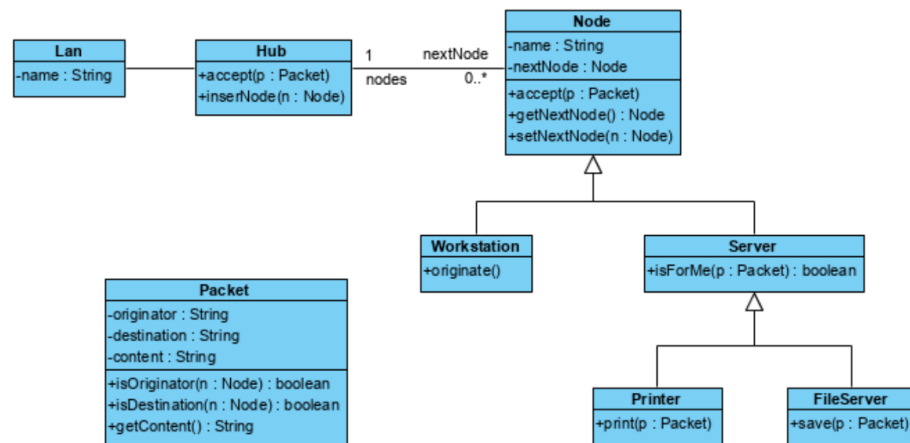 Lan
-name : String
Hub
+accept(p : Packet)
+inserNode(n : Node)
1
nodes
nextNode
0..*
Node
-name : String
-nextNode : Node
+accept(p : Packet)
+getNextNode() : Node
+setNextNode(n : Node)
Workstation
+originate()
Server
+isForMe(p : Packet) : boolean
Packet
-originator : String
-destination : String
-content : String
+isOriginator(n : Node) : boolean
+isDestination(n : Node) : boolean
+getContent() : String
Printer
+print(p : Packet)
FileServer
+save(p : Packet)